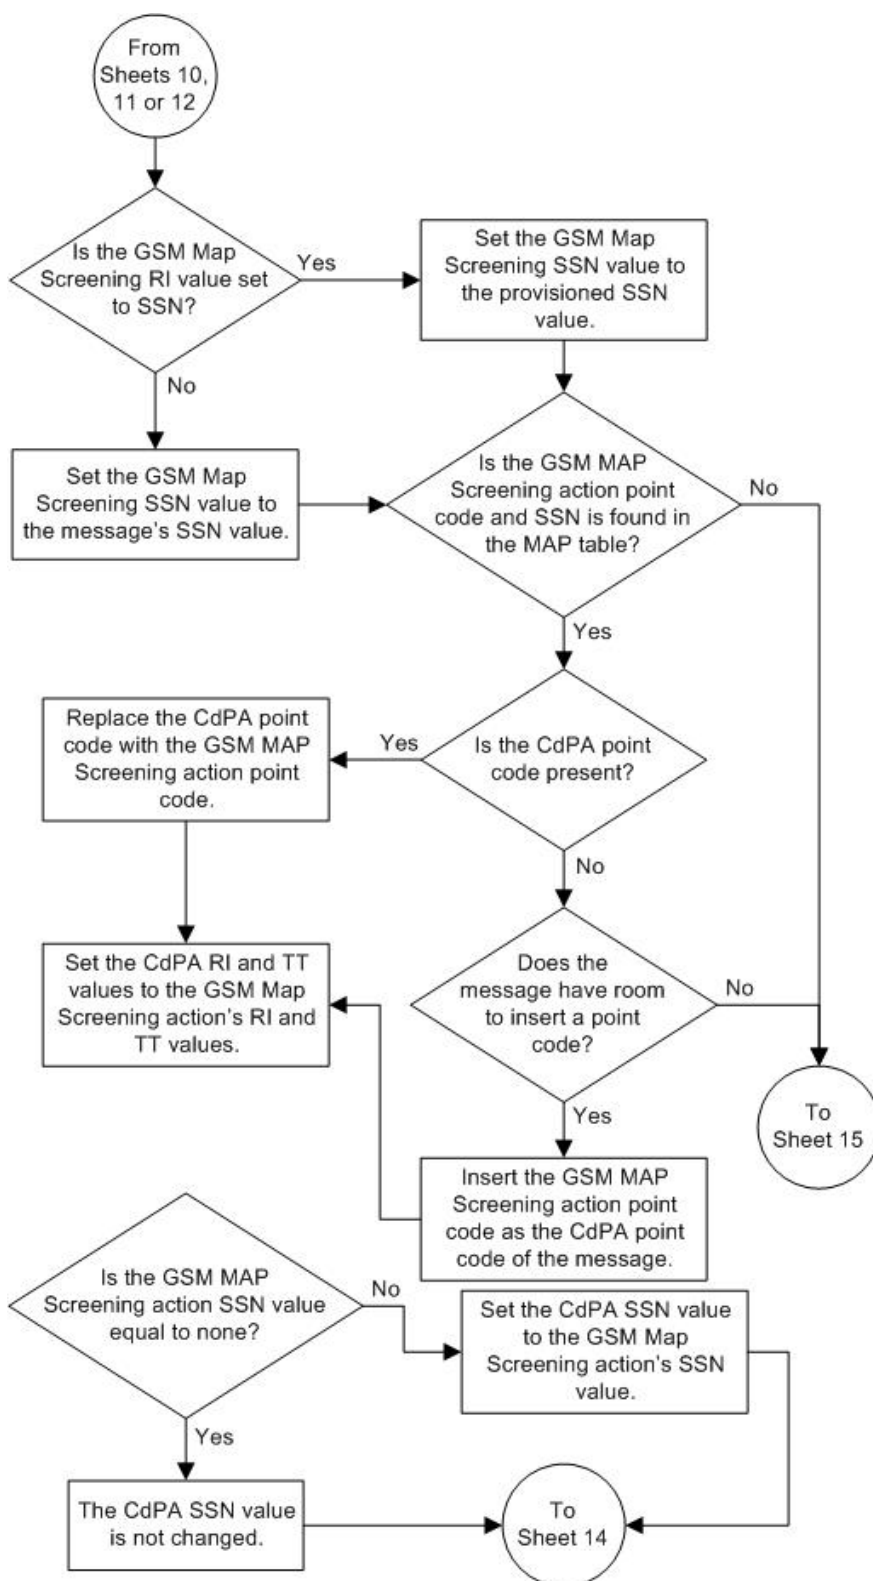 From
Sheets 10,
11 or 12
Is the GSM Map
Screening RI value set
to SSN?
Yes
Set the GSM Map
Screening SSN value to
the provisioned SSN
value.
No
Set the GSM Map
Screening SSN value to
the message's SSN value.
Is the GSM MAP
Screening action point
code and SSN is found in
the MAP table?
No
Yes
Is the CdPA point
code present?
Yes
Replace the CdPA point
code with the GSM MAP
Screening action point
code.
No
Set the CdPA RI and TT
values to the GSM Map
Screening action's RI and
TT values.
Does the
message have room
to insert a point
code?
No
To
Sheet 15
Yes
Insert the GSM MAP
Screening action point
code as the CdPA point
code of the message.
Is the GSM MAP
Screening action SSN value
equal to none?
No
Set the CdPA SSN value
to the GSM Map
Screening action's SSN
value.
Yes
The CdPA SSN value
is not changed.
To
Sheet 14